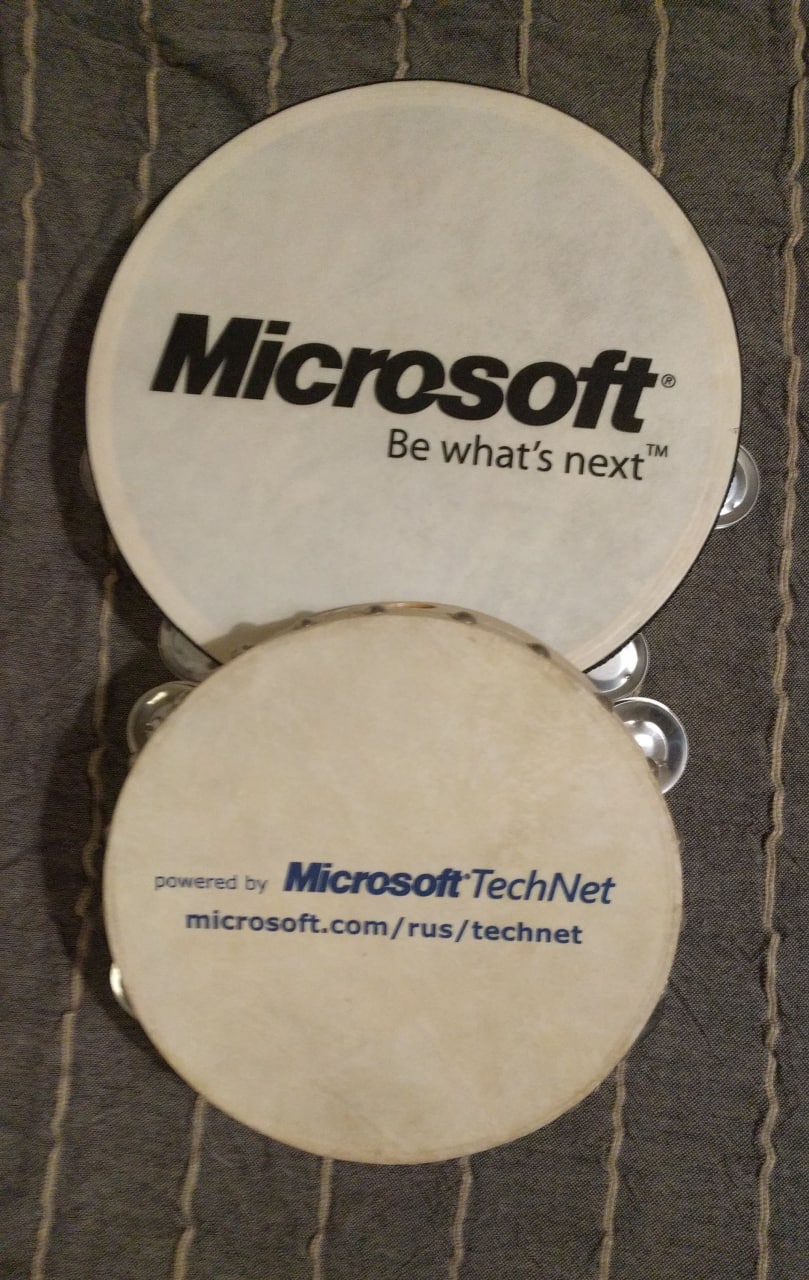 Microsoft®
Be what's next™
powered by Microsoft® TechNet
microsoft.com/rus/technet